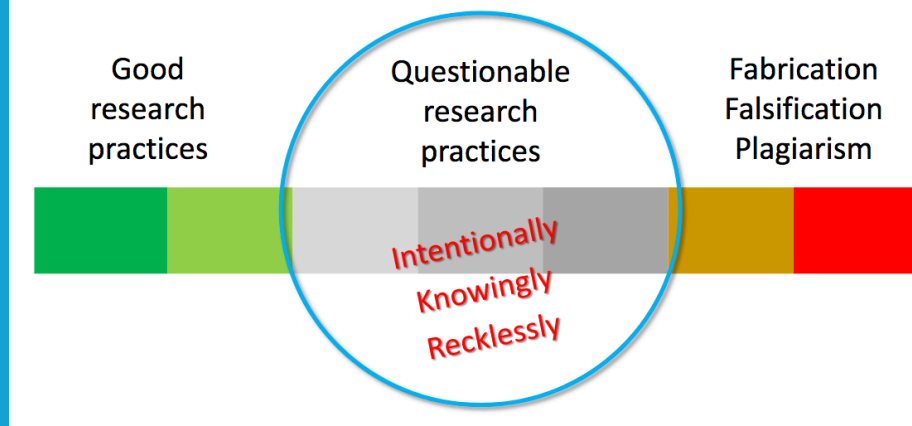 Good
research
practices
Questionable
research
practices
Fabrication
Falsification
Plagiarism
Intentionally
Knowingly
Recklessly